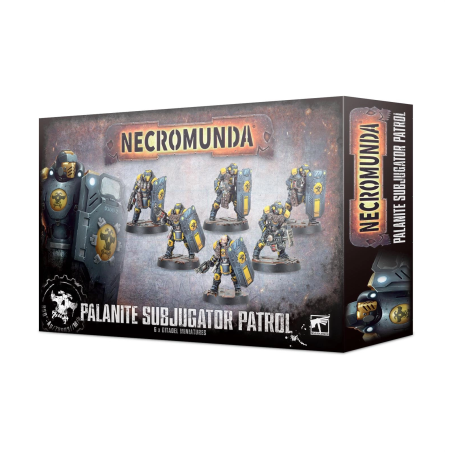 NECROMUNDA
PALANITE SUBJUGATOR PATROL
6 x CITADEL MINIATURES
NECROMUNDA
PALANITE SUBJUGATOR PATROL